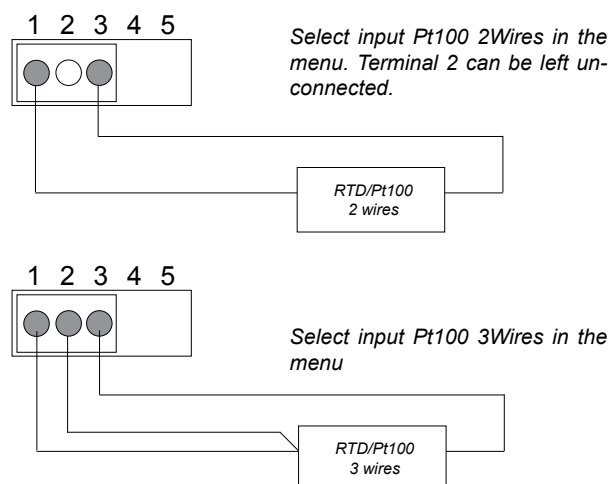 1 2 3 4 5
Select input Pt100 2Wires in the
menu. Terminal 2 can be left un-
connected.
RTD/Pt100
2 wires
1 2 3 4 5
Select input Pt100 3Wires in the
menu
RTD/Pt100
3 wires